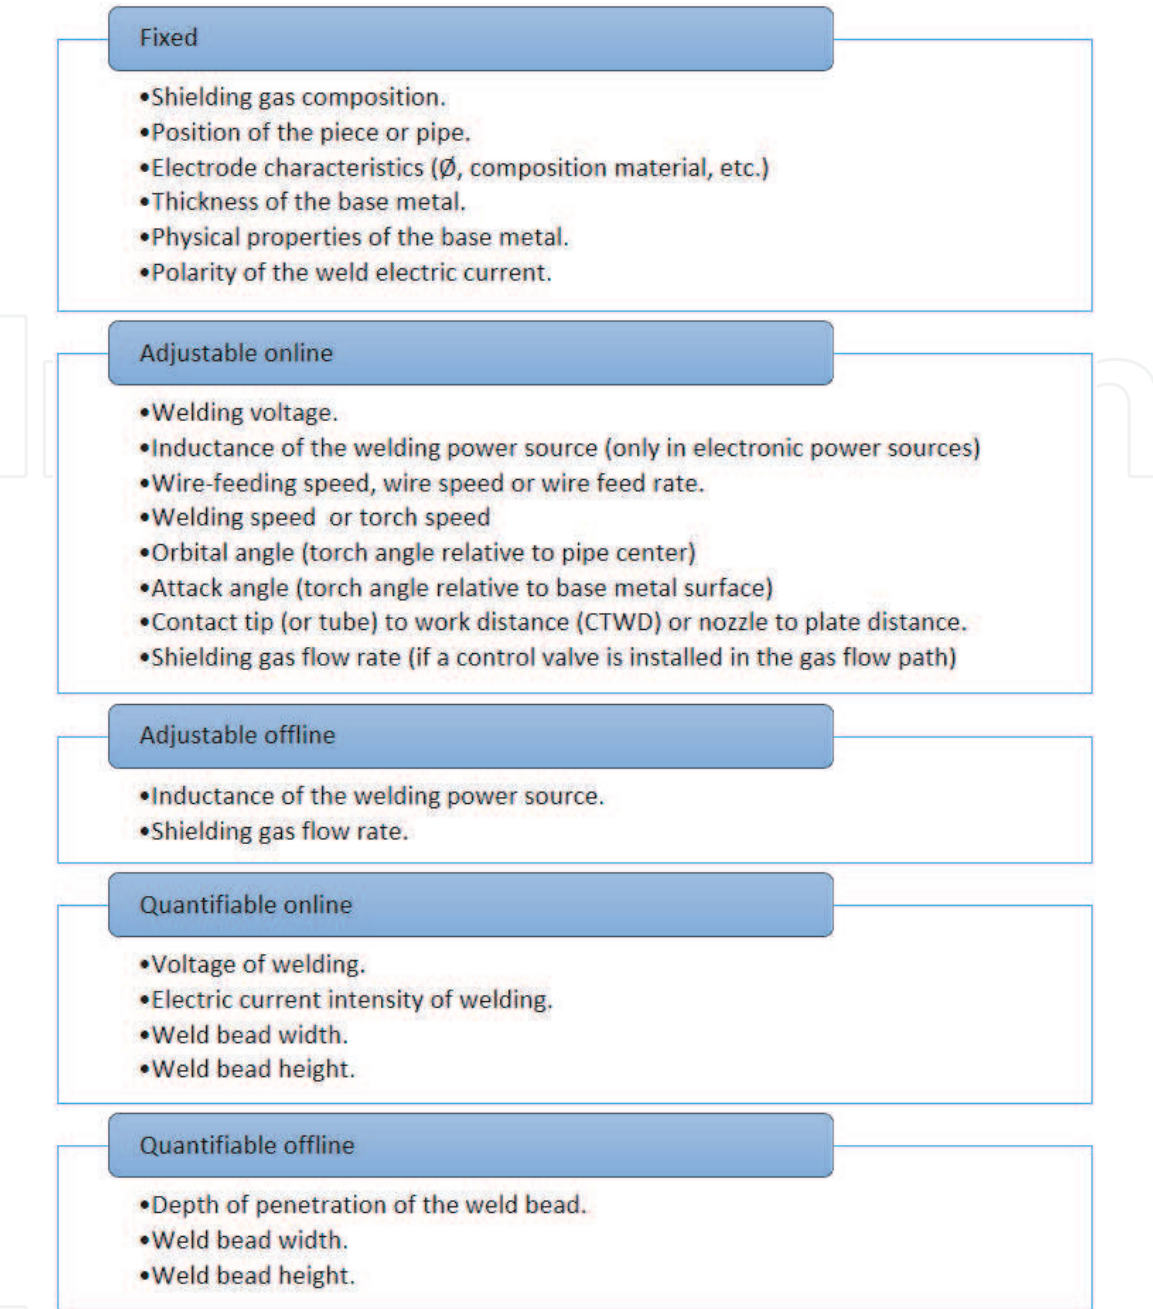 Fixed
•Shielding gas composition.
•Position of the piece or pipe.
•Electrode characteristics (Ø, composition material, etc.)
•Thickness of the base metal.
•Physical properties of the base metal.
•Polarity of the weld electric current.
Adjustable online
•Welding voltage.
•Inductance of the welding power source (only in electronic power sources)
•Wire-feeding speed, wire speed or wire feed rate.
•Welding speed or torch speed
•Orbital angle (torch angle relative to pipe center)
•Attack angle (torch angle relative to base metal surface)
•Contact tip (or tube) to work distance (CTWD) or nozzle to plate distance.
•Shielding gas flow rate (if a control valve is installed in the gas flow path)
Adjustable offline
•Inductance of the welding power source.
•Shielding gas flow rate.
Quantifiable online
•Voltage of welding.
•Electric current intensity of welding.
•Weld bead width.
•Weld bead height.
Quantifiable offline
•Depth of penetration of the weld bead.
•Weld bead width.
•Weld bead height.